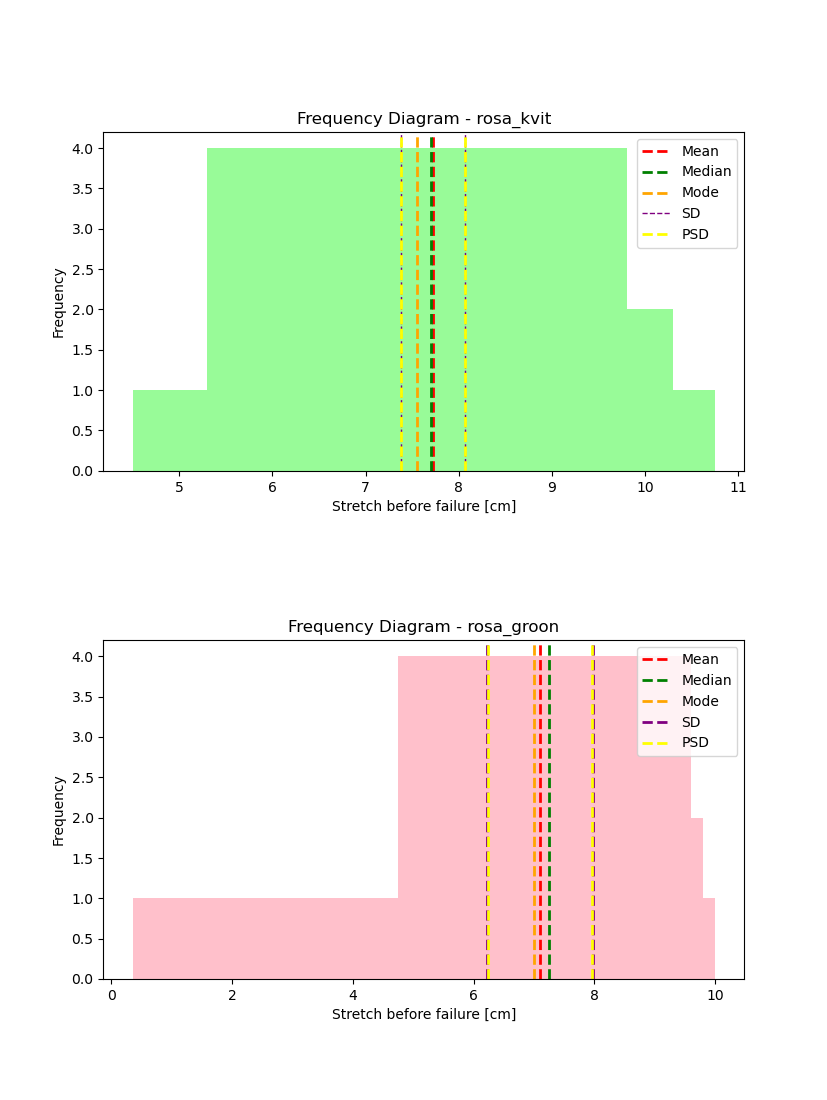 Frequency Diagram - rosa_kvit
4.0
3.5
3.0
2.5
2.0
1.5
1.0
0.5
0.0
Frequency
Mean
Median
Mode
SD
PSD
5 6 7 8 9 10 11
Stretch before failure [cm]
Frequency Diagram - rosa_groon
4.0
3.5
3.0
2.5
2.0
1.5
1.0
0.5
0.0
Frequency
Mean
Median
Mode
SD
PSD
0 2 4 6 8 10
Stretch before failure [cm]